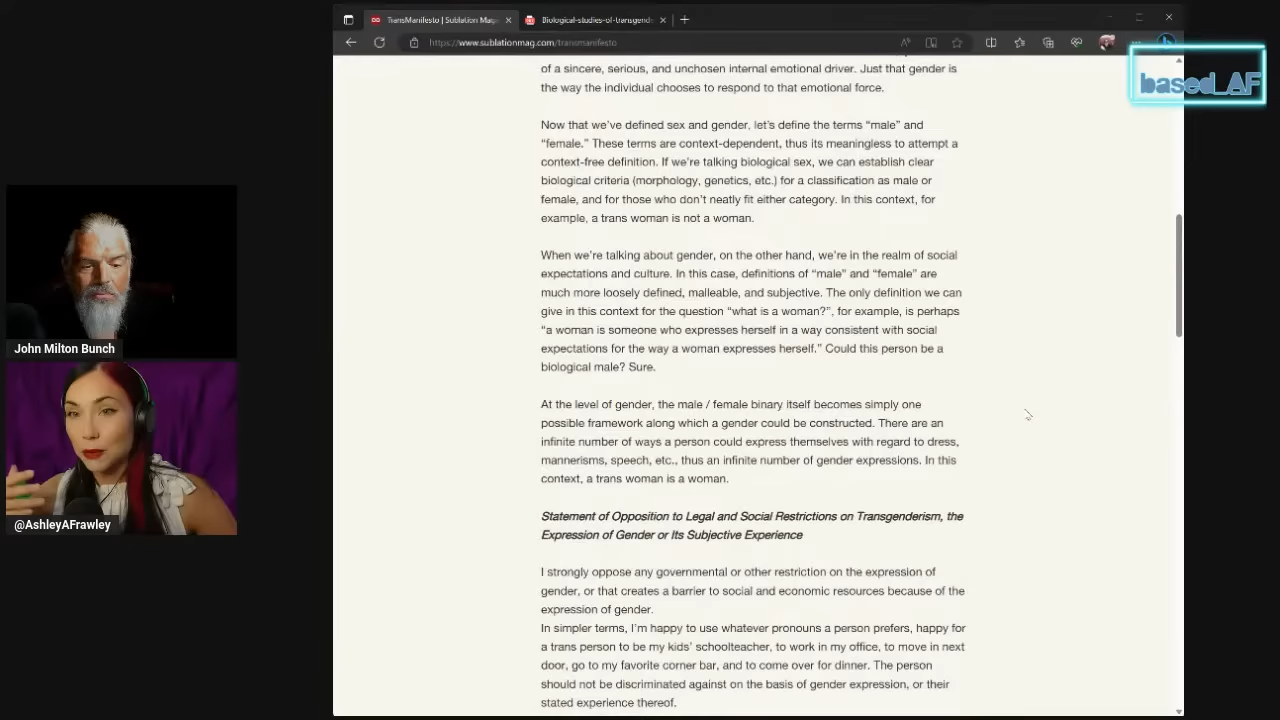 TransManifesto | Sublation Mag
Biological-studies-of-transgende
https://www.sublationmag.com/transmanifesto
based_AF
of a sincere, serious, and unchosen internal emotional driver. Just that gender is
the way the individual chooses to respond to that emotional force.
Now that we’ve defined sex and gender, let’s define the terms “male” and
“female.” These terms are context-dependent, thus its meaningless to attempt a
context-free definition. If we’re talking biological sex, we can establish clear
biological criteria (morphology, genetics, etc.) for a classification as male or
female, and for those who don’t neatly fit either category. In this context, for
example, a trans woman is not a woman.
When we’re talking about gender, on the other hand, we’re in the realm of social
expectations and culture. In this case, definitions of “male” and “female” are
much more loosely defined, malleable, and subjective. The only definition we can
give in this context for the question “what is a woman?”, for example, is perhaps
“a woman is someone who expresses herself in a way consistent with social
expectations for the way a woman expresses herself.” Could this person be a
biological male? Sure.
At the level of gender, the male / female binary itself becomes simply one
possible framework along which a gender could be constructed. There are an
infinite number of ways a person could express themselves with regard to dress,
mannerisms, speech, etc., thus an infinite number of gender expressions. In this
context, a trans woman is a woman.
Statement of Opposition to Legal and Social Restrictions on Transgenderism, the
Expression of Gender or Its Subjective Experience
I strongly oppose any governmental or other restriction on the expression of
gender, or that creates a barrier to social and economic resources because of the
expression of gender.
In simpler terms, I’m happy to use whatever pronouns a person prefers, happy for
a trans person to be my kids’ schoolteacher, to work in my office, to move in next
door, go to my favorite corner bar, and to come over for dinner. The person
should not be discriminated against on the basis of gender expression, or their
stated experience thereof.
John Milton Bunch
@AshleyAFrawley